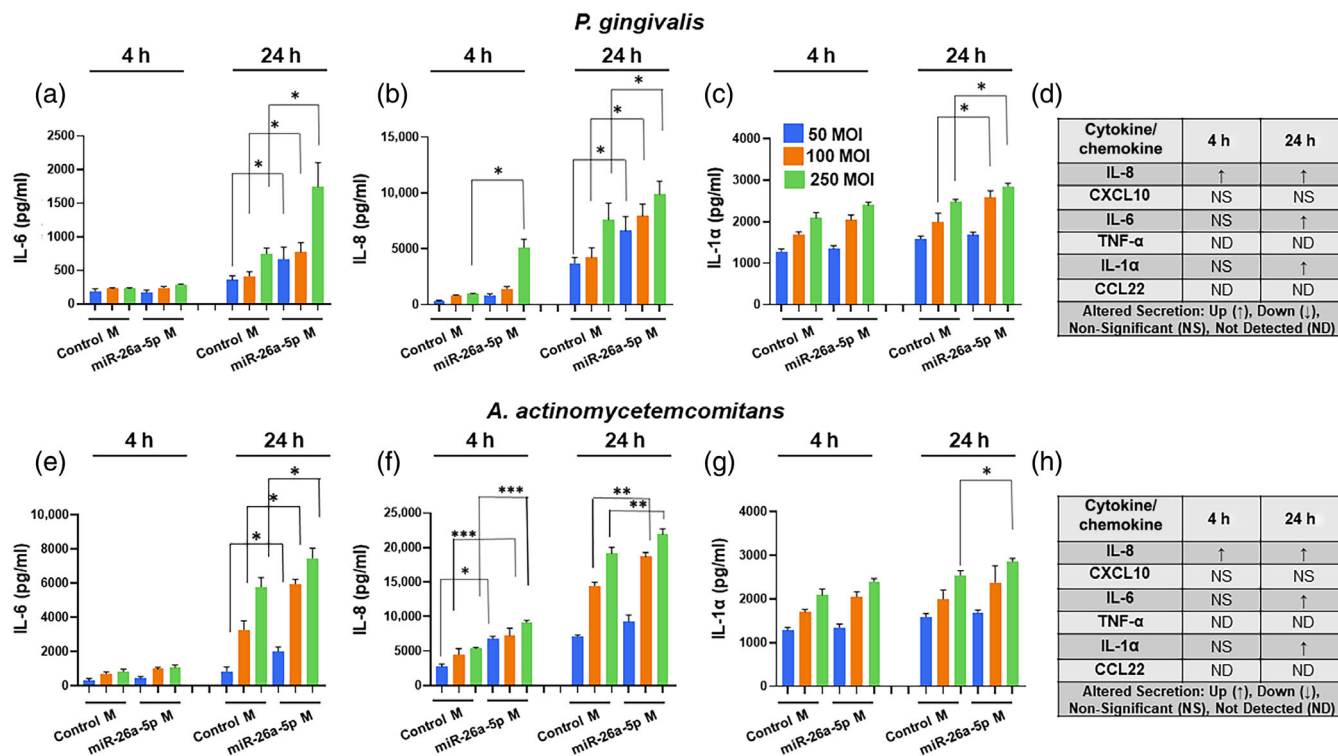 P. gingivalis
4 h
24 h
4 h
24 h
4 h
24 h
(a)
(b)
(c)
(d)
IL-6 (pg/ml)
2500
2000
1500
1000
500
0
*
*
*
Control M
miR-26a-5p M
Control M
miR-26a-5p M
IL-8 (pg/ml)
15,000
10,000
5000
0
*
*
*
*
Control M
miR-26a-5p M
Control M
miR-26a-5p M
IL-1α (pg/ml)
4000
3000
2000
1000
0
50 MOI
100 MOI
250 MOI
*
*
Control M
miR-26a-5p M
Control M
miR-26a-5p M
Cytokine/ chemokine 4 h 24 h
IL-8 ↑ ↑
CXCL10 NS NS
IL-6 NS ↑
TNF-α ND ND
IL-1α NS ↑
CCL22 ND ND
Altered Secretion: Up (↑), Down (↓),
Non-Significant (NS), Not Detected (ND)
A. actinomycetemcomitans
4 h
24 h
4 h
24 h
4 h
24 h
(e)
(f)
(g)
(h)
IL-6 (pg/ml)
10,000
8000
6000
4000
2000
0
*
*
*
Control M
miR-26a-5p M
Control M
miR-26a-5p M
IL-8 (pg/ml)
25,000
20,000
15,000
10,000
5000
0
*
***
***
**
**
Control M
miR-26a-5p M
Control M
miR-26a-5p M
IL-1α (pg/ml)
4000
3000
2000
1000
0
*
Control M
miR-26a-5p M
Control M
miR-26a-5p M
Cytokine/ chemokine 4 h 24 h
IL-8 ↑ ↑
CXCL10 NS NS
IL-6 NS ↑
TNF-α ND ND
IL-1α NS ↑
CCL22 ND ND
Altered Secretion: Up (↑), Down (↓),
Non-Significant (NS), Not Detected (ND)